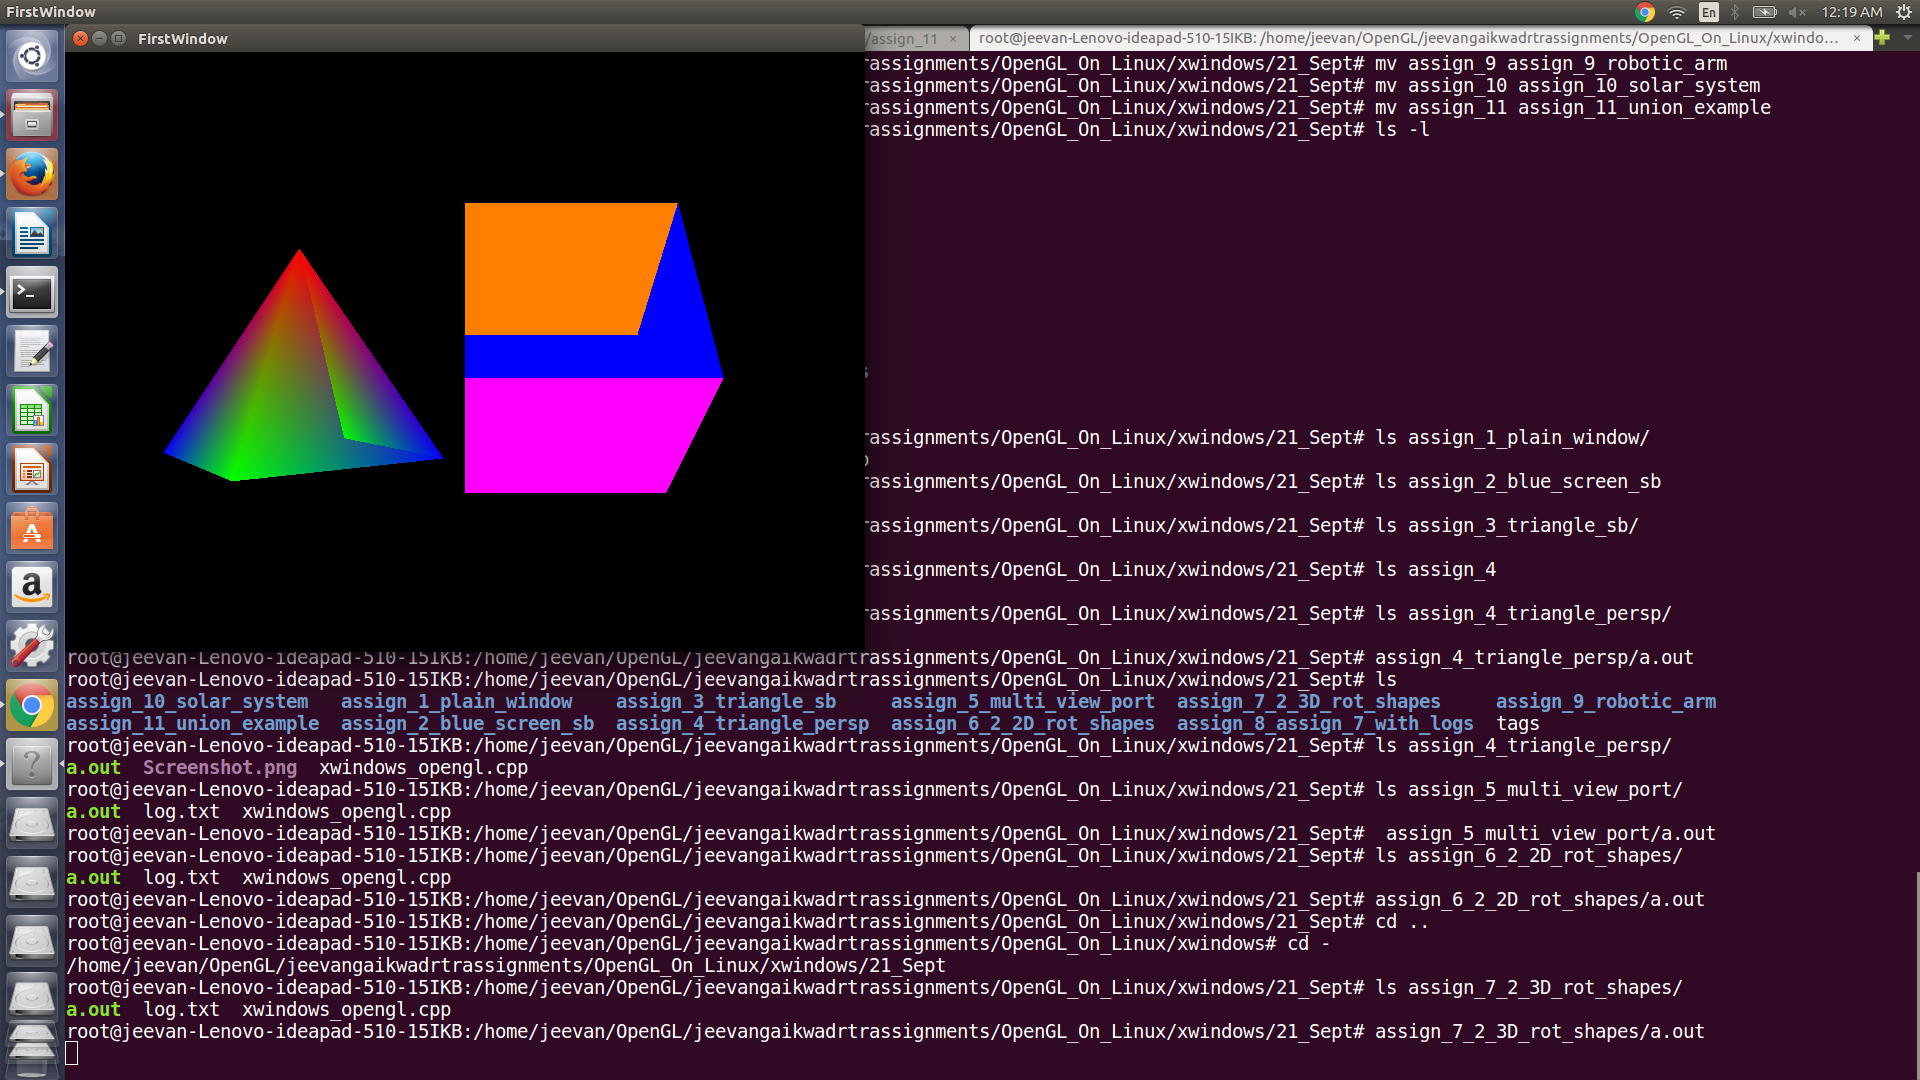 FirstWindow
En
12:19 AM
FirstWindow
/assign_11
root@jeevan-Lenovo-ideapad-510-15IKB: /home/jeevan/OpenGL/jeevangaikwadrtrassignments/OpenGL_On_Linux/xwindo...
rassignments/OpenGL_On_Linux/xwindows/21_Sept# mv assign_9 assign_9_robotic_arm
rassignments/OpenGL_On_Linux/xwindows/21_Sept# mv assign_10 assign_10_solar_system
rassignments/OpenGL_On_Linux/xwindows/21_Sept# mv assign_11 assign_11_union_example
rassignments/OpenGL_On_Linux/xwindows/21_Sept# ls -l
rassignments/OpenGL_On_Linux/xwindows/21_Sept# ls assign_1_plain_window/
rassignments/OpenGL_On_Linux/xwindows/21_Sept# ls assign_2_blue_screen_sb
rassignments/OpenGL_On_Linux/xwindows/21_Sept# ls assign_3_triangle_sb/
rassignments/OpenGL_On_Linux/xwindows/21_Sept# ls assign_4
rassignments/OpenGL_On_Linux/xwindows/21_Sept# ls assign_4_triangle_persp/
root@jeevan-Lenovo-ideapad-510-15IKB:/home/jeevan/OpenGL/jeevangaikwadrtrassignments/OpenGL_On_Linux/xwindows/21_Sept# assign_4_triangle_persp/a.out
root@jeevan-Lenovo-ideapad-510-15IKB:/home/jeevan/OpenGL/jeevangaikwadrtrassignments/OpenGL_On_Linux/xwindows/21_Sept# ls
assign_10_solar_system assign_1_plain_window assign_3_triangle_sb assign_5_multi_view_port assign_7_2_3D_rot_shapes assign_9_robotic_arm
assign_11_union_example assign_2_blue_screen_sb assign_4_triangle_persp assign_6_2_2D_rot_shapes assign_8_assign_7_with_logs tags
root@jeevan-Lenovo-ideapad-510-15IKB:/home/jeevan/OpenGL/jeevangaikwadrtrassignments/OpenGL_On_Linux/xwindows/21_Sept# ls assign_4_triangle_persp/
a.out Screenshot.png xwindows_opengl.cpp
root@jeevan-Lenovo-ideapad-510-15IKB:/home/jeevan/OpenGL/jeevangaikwadrtrassignments/OpenGL_On_Linux/xwindows/21_Sept# ls assign_5_multi_view_port/
a.out log.txt xwindows_opengl.cpp
root@jeevan-Lenovo-ideapad-510-15IKB:/home/jeevan/OpenGL/jeevangaikwadrtrassignments/OpenGL_On_Linux/xwindows/21_Sept# assign_5_multi_view_port/a.out
root@jeevan-Lenovo-ideapad-510-15IKB:/home/jeevan/OpenGL/jeevangaikwadrtrassignments/OpenGL_On_Linux/xwindows/21_Sept# ls assign_6_2_2D_rot_shapes/
a.out log.txt xwindows_opengl.cpp
root@jeevan-Lenovo-ideapad-510-15IKB:/home/jeevan/OpenGL/jeevangaikwadrtrassignments/OpenGL_On_Linux/xwindows/21_Sept# assign_6_2_2D_rot_shapes/a.out
root@jeevan-Lenovo-ideapad-510-15IKB:/home/jeevan/OpenGL/jeevangaikwadrtrassignments/OpenGL_On_Linux/xwindows/21_Sept# cd ..
root@jeevan-Lenovo-ideapad-510-15IKB:/home/jeevan/OpenGL/jeevangaikwadrtrassignments/OpenGL_On_Linux/xwindows# cd -
/home/jeevan/OpenGL/jeevangaikwadrtrassignments/OpenGL_On_Linux/xwindows/21_Sept
root@jeevan-Lenovo-ideapad-510-15IKB:/home/jeevan/OpenGL/jeevangaikwadrtrassignments/OpenGL_On_Linux/xwindows/21_Sept# ls assign_7_2_3D_rot_shapes/
a.out log.txt xwindows_opengl.cpp
root@jeevan-Lenovo-ideapad-510-15IKB:/home/jeevan/OpenGL/jeevangaikwadrtrassignments/OpenGL_On_Linux/xwindows/21_Sept# assign_7_2_3D_rot_shapes/a.out